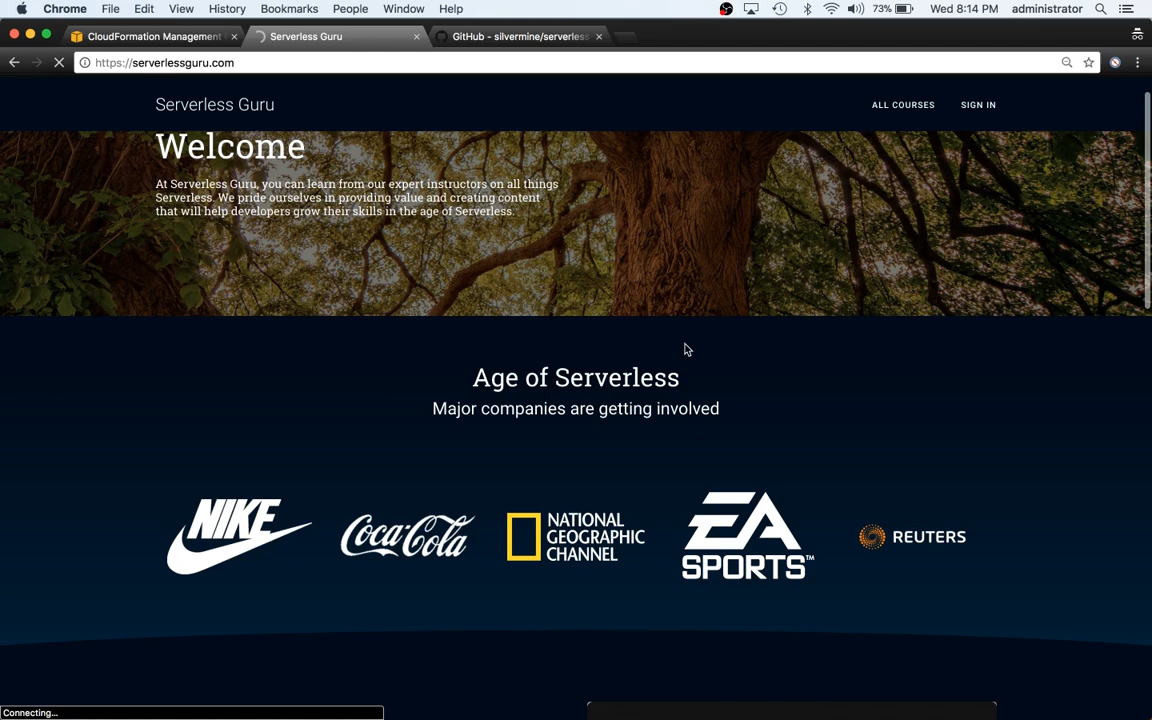 Chrome File Edit View History Bookmarks People Window Help 73% Wed 8:14 PM administrator
CloudFormation Management Serverless Guru GitHub - silvermine/serverless
https://serverlessguru.com
Serverless Guru ALL COURSES SIGN IN
Welcome
At Serverless Guru, you can learn from our expert instructors on all things
Serverless. We pride ourselves in providing value and creating content
that will help developers grow their skills in the age of Serverless.
Age of Serverless
Major companies are getting involved
NIKE
Coca-Cola
NATIONAL
GEOGRAPHIC
CHANNEL
EA
SPORTS™
REUTERS
Connecting...